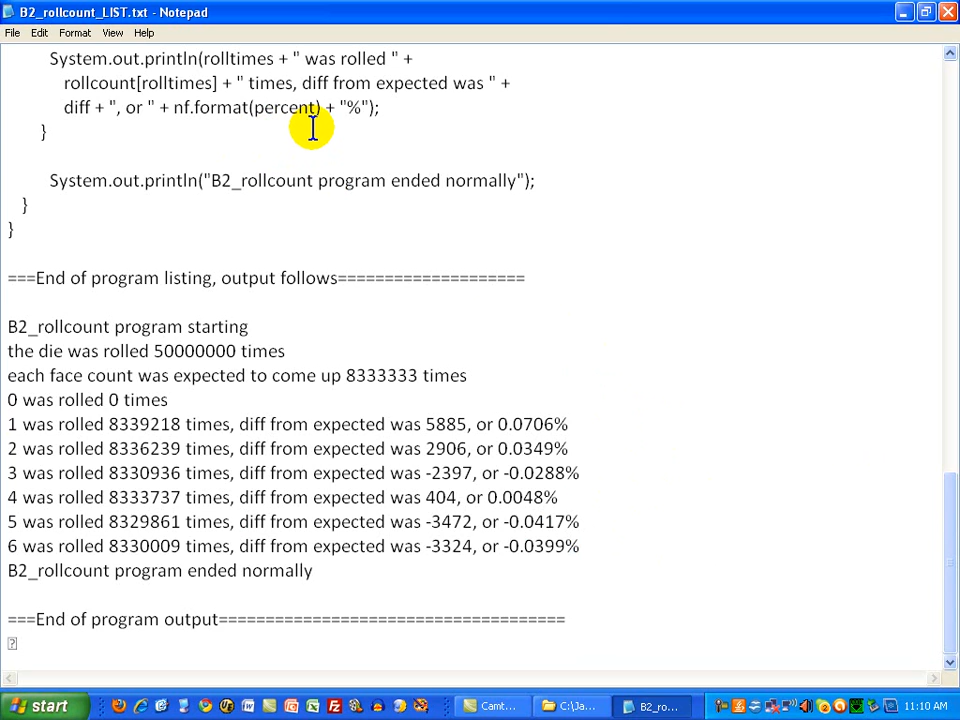 B2_rollcount_LIST.txt - Notepad
File Edit Format View Help
System.out.println(rolltimes + " was rolled " +
rollcount[rolltimes] + " times, diff from expected was " +
diff + ", or " + nf.format(percent) + "%");
}
System.out.println("B2_rollcount program ended normally");
}
}
===End of program listing, output follows====================
B2_rollcount program starting
the die was rolled 50000000 times
each face count was expected to come up 8333333 times
0 was rolled 0 times
1 was rolled 8339218 times, diff from expected was 5885, or 0.0706%
2 was rolled 8336239 times, diff from expected was 2906, or 0.0349%
3 was rolled 8330936 times, diff from expected was -2397, or -0.0288%
4 was rolled 8333737 times, diff from expected was 404, or 0.0048%
5 was rolled 8329861 times, diff from expected was -3472, or -0.0417%
6 was rolled 8330009 times, diff from expected was -3324, or -0.0399%
B2_rollcount program ended normally
===End of program output=====================================
start Camt... C:\Ja... B2_ro... 11:10 AM